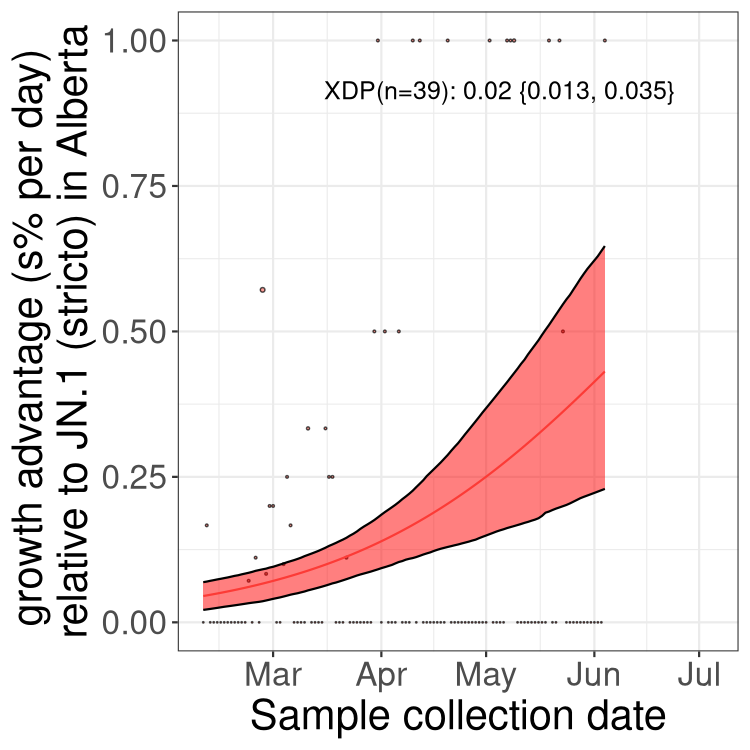 growth advantage (s% per day)
relative to JN.1 (stricto) in Alberta
1.00
0.75
0.50
0.25
0.00
XDP(n=39): 0.02 {0.013, 0.035}
Mar Apr May Jun Jul
Sample collection date